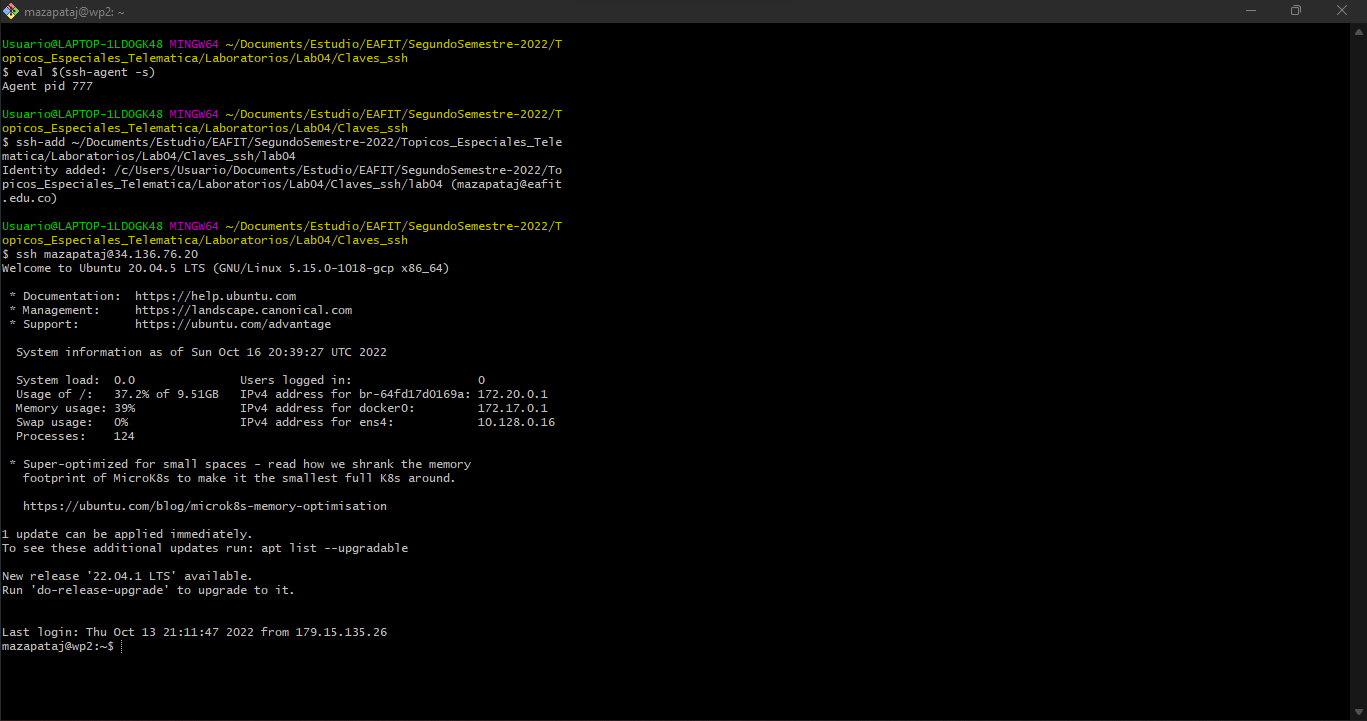 mazapataj@wp2: ~
Usuario@LAPTOP-1LDOGK48 MINGW64 ~/Documents/Estudio/EAFIT/SegundoSemestre-2022/T
opicos_Especiales_Telematica/Laboratorios/Lab04/Claves_ssh
$ eval $(ssh-agent -s)
Agent pid 777
Usuario@LAPTOP-1LDOGK48 MINGW64 ~/Documents/Estudio/EAFIT/SegundoSemestre-2022/T
opicos_Especiales_Telematica/Laboratorios/Lab04/Claves_ssh
$ ssh-add ~/Documents/Estudio/EAFIT/SegundoSemestre-2022/Topicos_Especiales_Tele
matica/Laboratorios/Lab04/Claves_ssh/lab04
Identity added: /c/Users/Usuario/Documents/Estudio/EAFIT/SegundoSemestre-2022/To
picos_Especiales_Telematica/Laboratorios/Lab04/Claves_ssh/lab04 (mazapataj@eafit
.edu.co)
Usuario@LAPTOP-1LDOGK48 MINGW64 ~/Documents/Estudio/EAFIT/SegundoSemestre-2022/T
opicos_Especiales_Telematica/Laboratorios/Lab04/Claves_ssh
$ ssh mazapataj@34.136.76.20
Welcome to Ubuntu 20.04.5 LTS (GNU/Linux 5.15.0-1018-gcp x86_64)
* Documentation:  https://help.ubuntu.com
* Management:     https://landscape.canonical.com
* Support:        https://ubuntu.com/advantage
System information as of Sun Oct 16 20:39:27 UTC 2022
System load:  0.0               Users logged in:                  0
Usage of /:   37.2% of 9.51GB   IPv4 address for br-64fd17d0169a: 172.20.0.1
Memory usage: 39%               IPv4 address for docker0:         172.17.0.1
Swap usage:   0%                IPv4 address for ens4:            10.128.0.16
Processes:    124
* Super-optimized for small spaces - read how we shrank the memory
footprint of MicroK8s to make it the smallest full K8s around.
https://ubuntu.com/blog/microk8s-memory-optimisation
1 update can be applied immediately.
To see these additional updates run: apt list --upgradable
New release '22.04.1 LTS' available.
Run 'do-release-upgrade' to upgrade to it.
Last login: Thu Oct 13 21:11:47 2022 from 179.15.135.26
mazapataj@wp2:~$